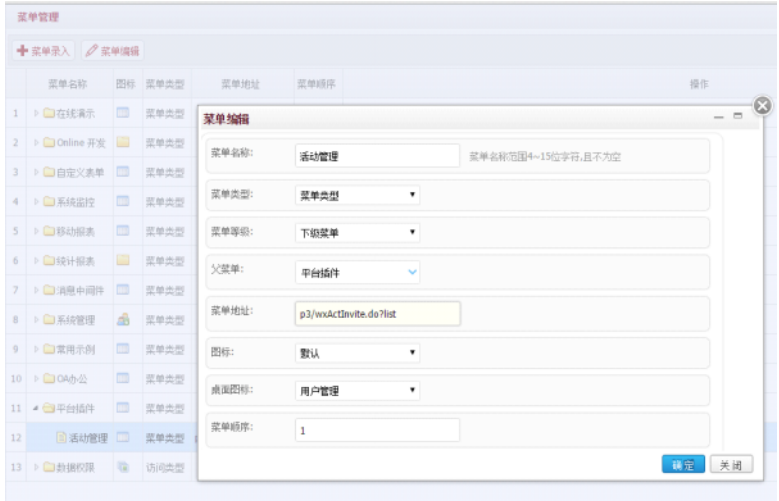 菜单管理
菜单录入 菜单编辑
菜单名称 图标 菜单类型 菜单地址 菜单顺序 操作
1 在线演示 菜单类型
2 Online 开发 菜单类型
3 自定义表单 菜单类型
4 系统监控 菜单类型
5 移动报表 菜单类型
6 统计报表 菜单类型
7 消息中间件 菜单类型
8 系统管理 菜单类型
9 常用示例 菜单类型
10 OA办公 菜单类型
11 平台插件 菜单类型
12 活动管理 菜单类型
13 数据权限 访问类型
菜单编辑
菜单名称: 活动管理 菜单名称范围4~15位字符,且不为空
菜单类型: 菜单类型
菜单等级: 下级菜单
父菜单: 平台插件
菜单地址: p3/wxActInvite.do?list
图标: 默认
桌面图标: 用户管理
菜单顺序: 1
确定 关闭